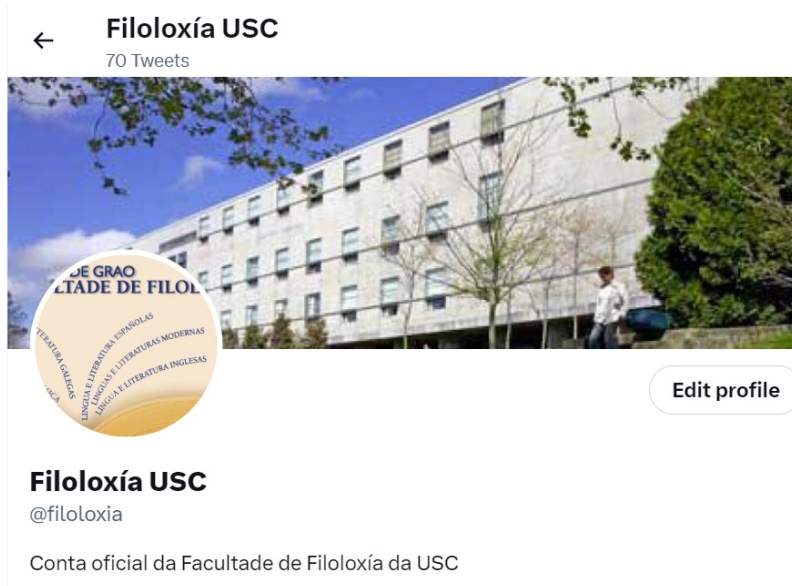 Filoloxía USC
70 Tweets
DE GRAO
LTADE DE FILOL
GALEGAS
LINGUA E LITERATURA ESPAÑOLAS
LINGUAS E LITERATURAS MODERNAS
LINGUA E LITERATURA INGLESAS
Edit profile
Filoloxía USC
@filoloxia
Conta oficial da Facultade de Filoloxía da USC